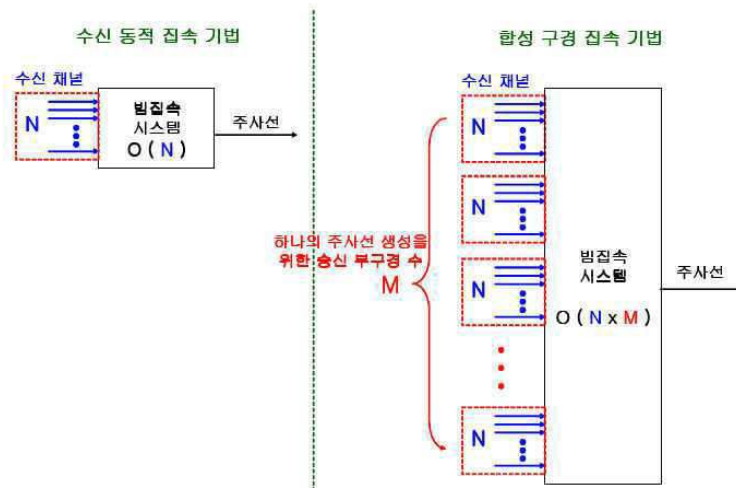 수신 동적 집속 기법
수신 채널
N
빔집속
시스템
O ( N )
주사선
합성 구경 집속 기법
수신 채널
N
N
하나의 주사선 생성을
위한 송신 부구경 수
M
N
빔집속
시스템
O ( N x M )
주사선
N